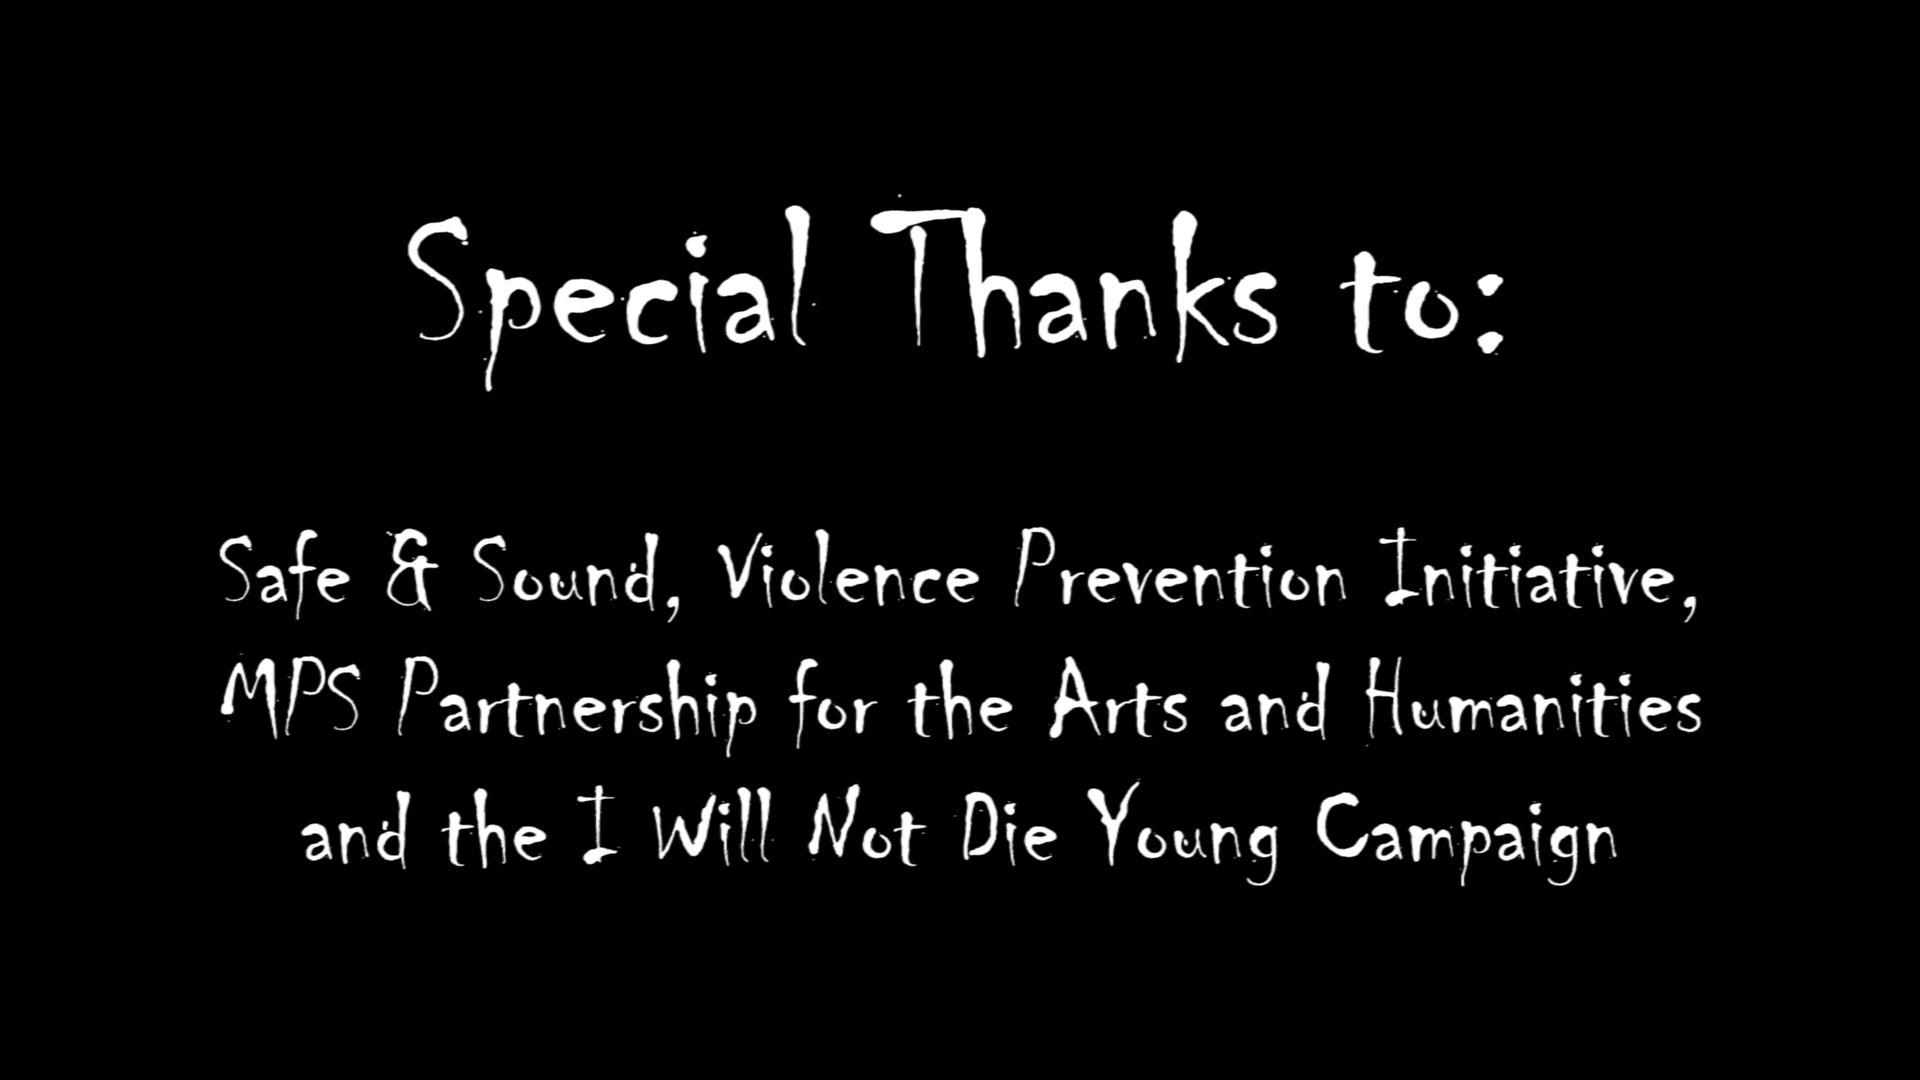 Special Thanks to:
Safe & Sound, Violence Prevention Initiative,
MPS Partnership for the Arts and Humanities
and the I Will Not Die Young Campaign